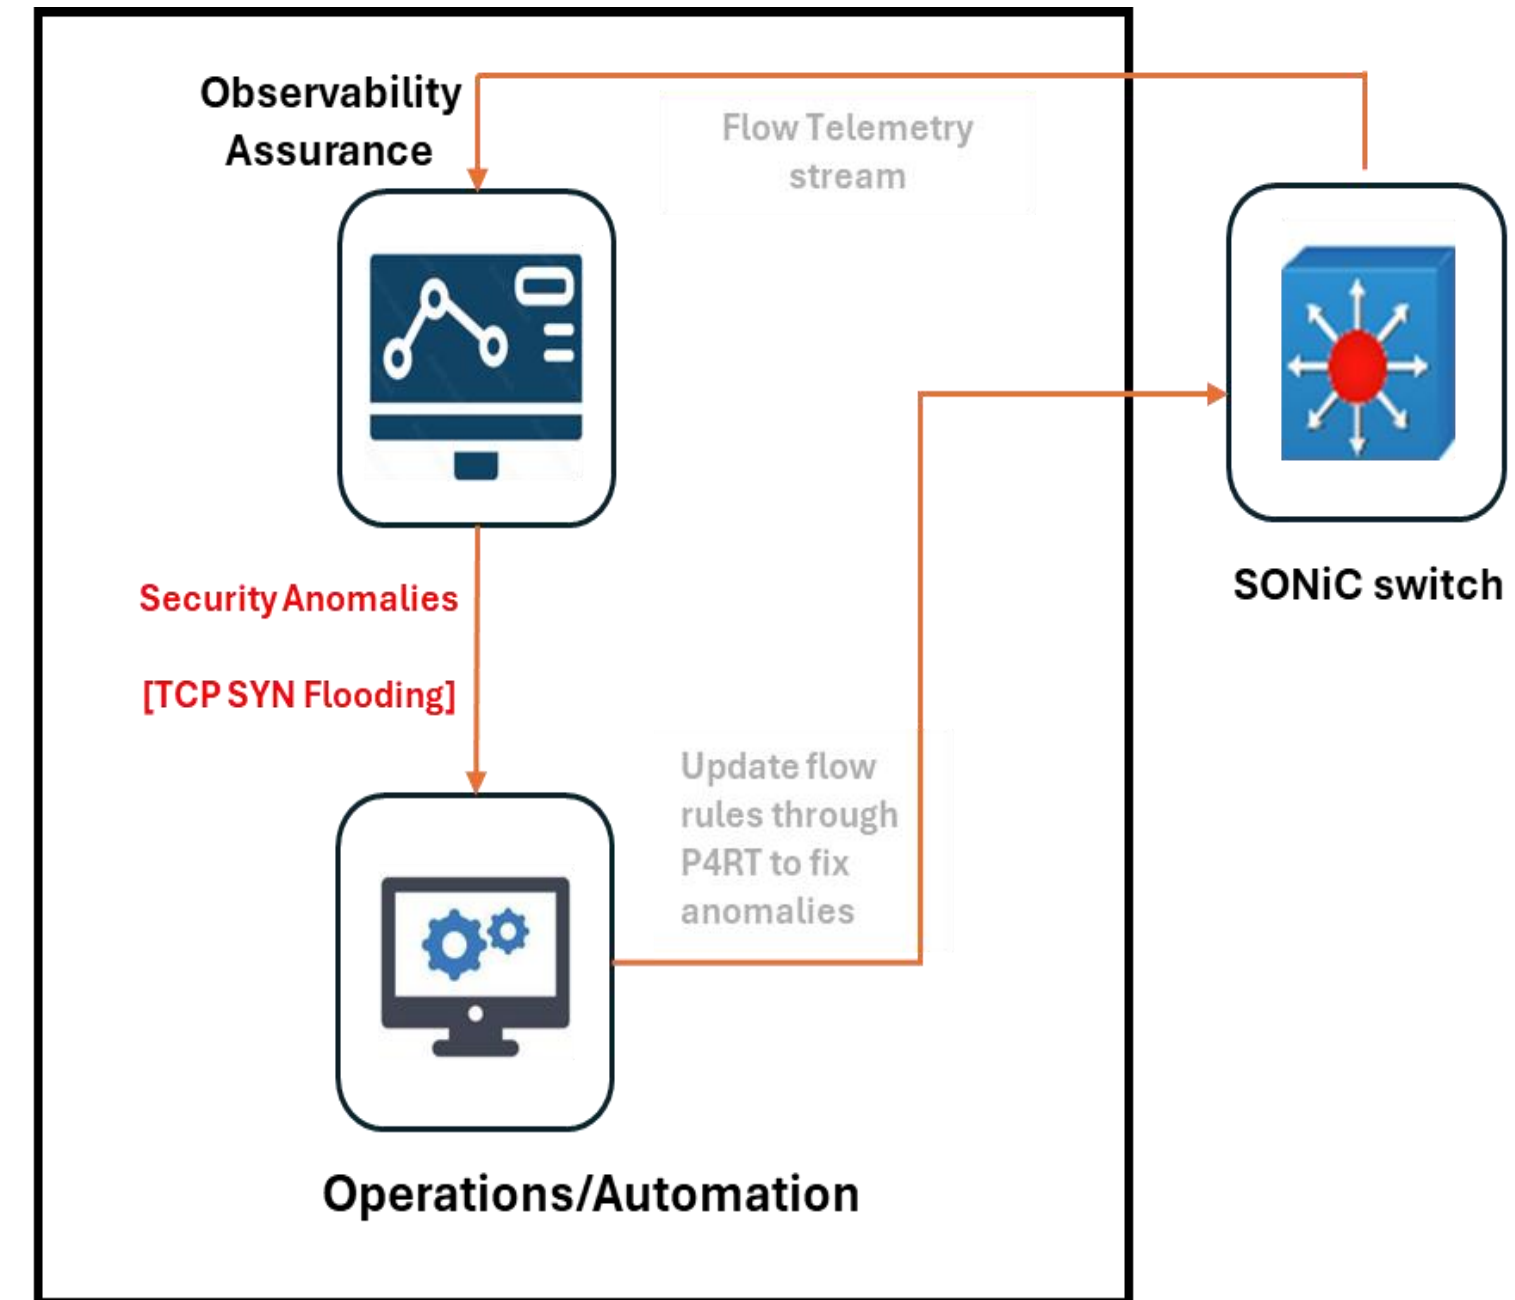 Observability
Assurance
Flow Telemetry
stream
SONiC switch
Security Anomalies
[TCP SYN Flooding]
Update flow
rules through
P4RT to fix
anomalies
Operations/Automation